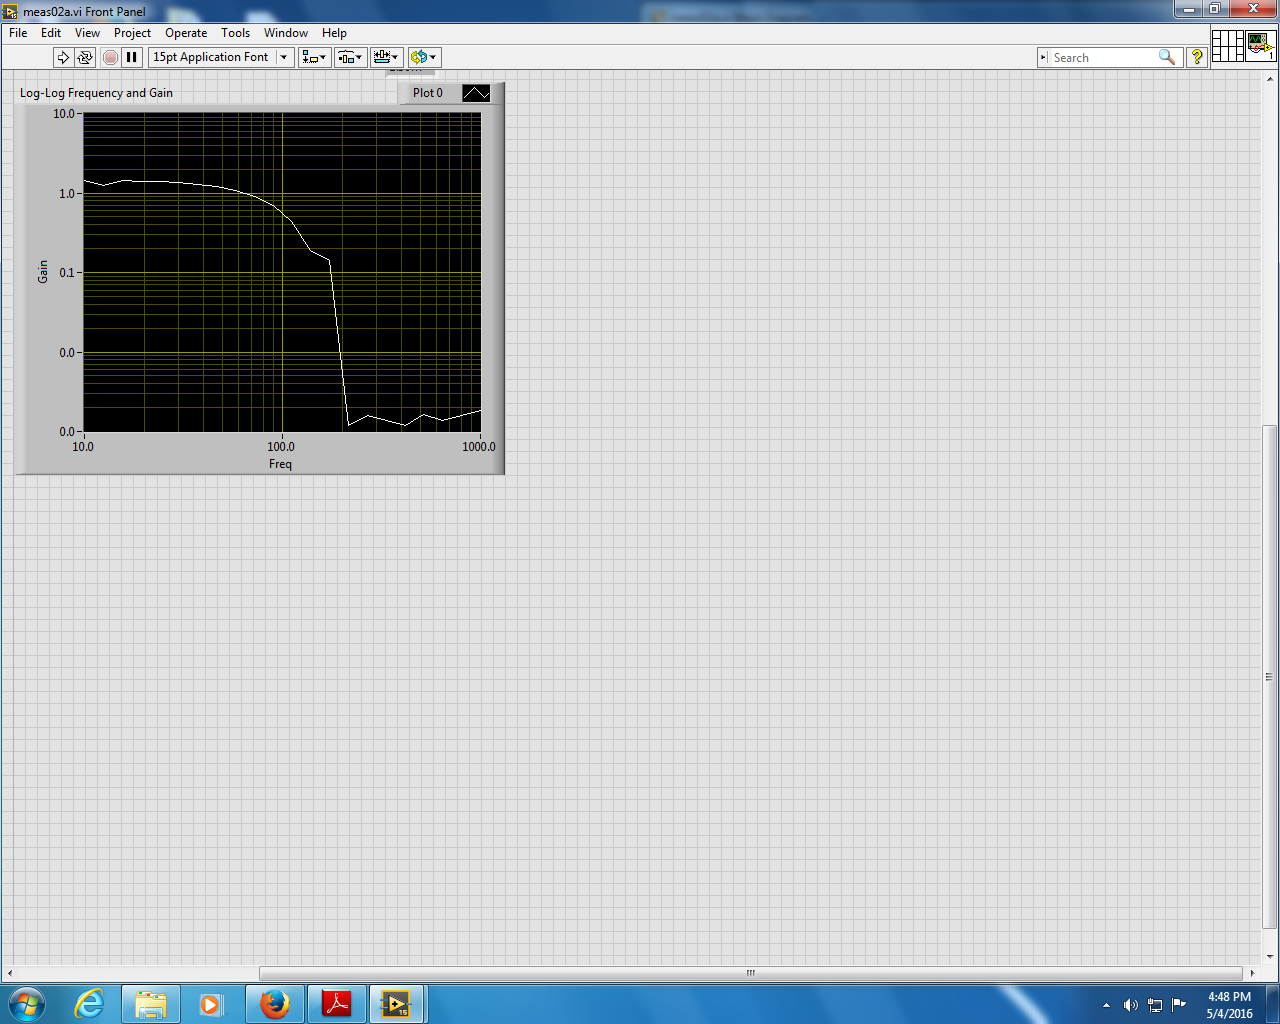 meas02a.vi Front Panel
File Edit View Project Operate Tools Window Help
15pt Application Font
Search
?
1
Log-Log Frequency and Gain
Plot 0
10.0
1.0
0.1
0.0
0.0
Gain
10.0 100.0 1000.0
Freq
15
4:48 PM
5/4/2016